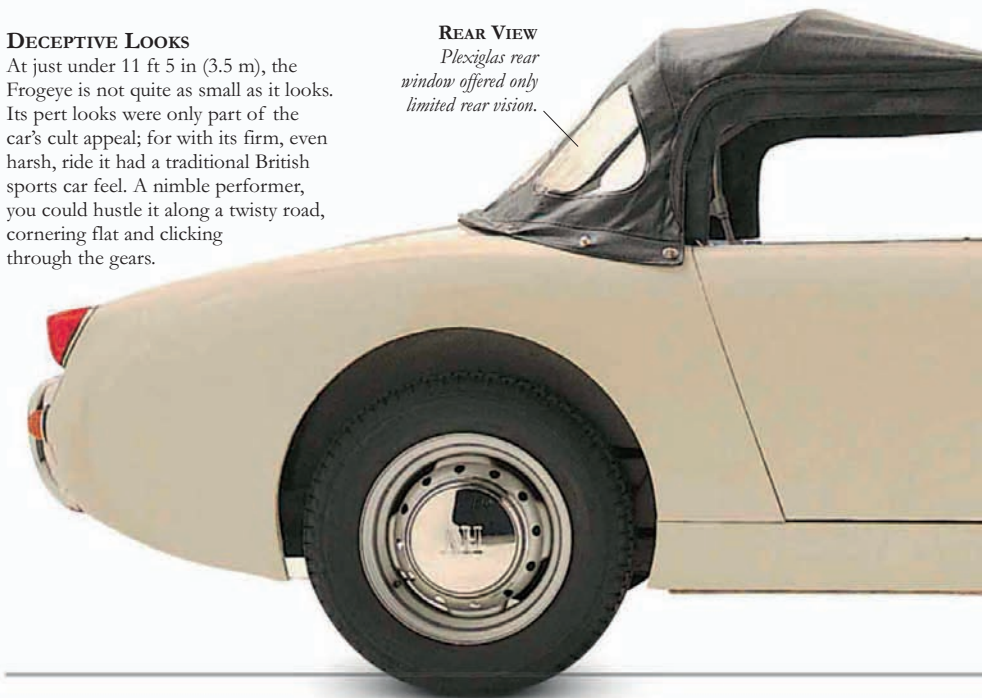 DECEPTIVE LOOKS
At just under 11 ft 5 in (3.5 m), the
Frogeye is not quite as small as it looks.
Its pert looks were only part of the
car's cult appeal; for with its firm, even
harsh, ride it had a traditional British
sports car feel. A nimble performer,
you could hustle it along a twisty road,
cornering flat and clicking
through the gears.
REAR VIEW
Plexiglas rear
window offered only
limited rear vision.